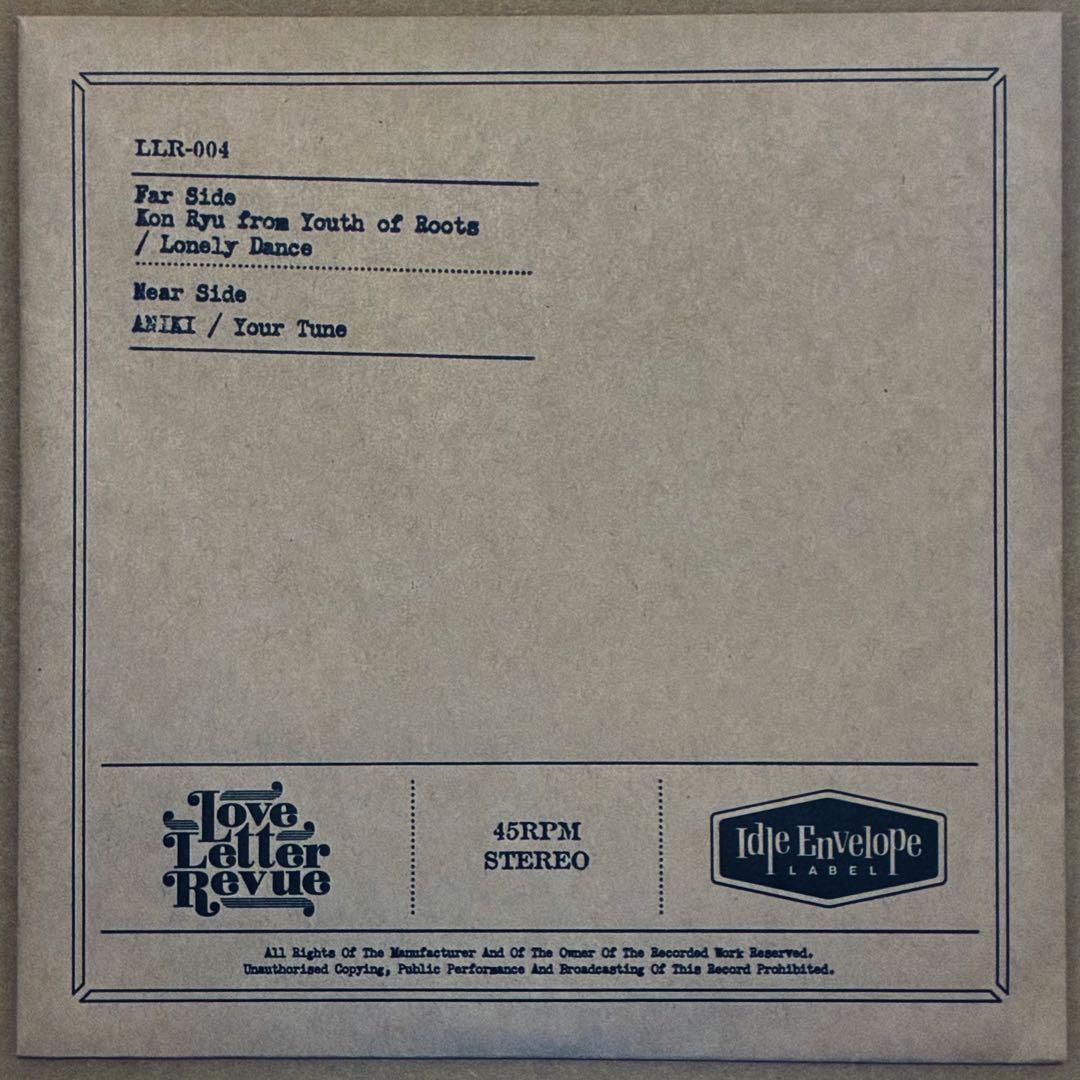 LLR-004
Far Side
Kon Ryu from Youth of Roots
/ Lonely Dance
Near Side
ANIKI / Your Tune
Love
Letter
Revue
45RPM
STEREO
Idle Envelope
LABEL
All Rights Of The Manufacturer And Of The Owner Of The Recorded Work Reserved.
Unauthorised Copying, Public Performance And Broadcasting Of This Record Prohibited.